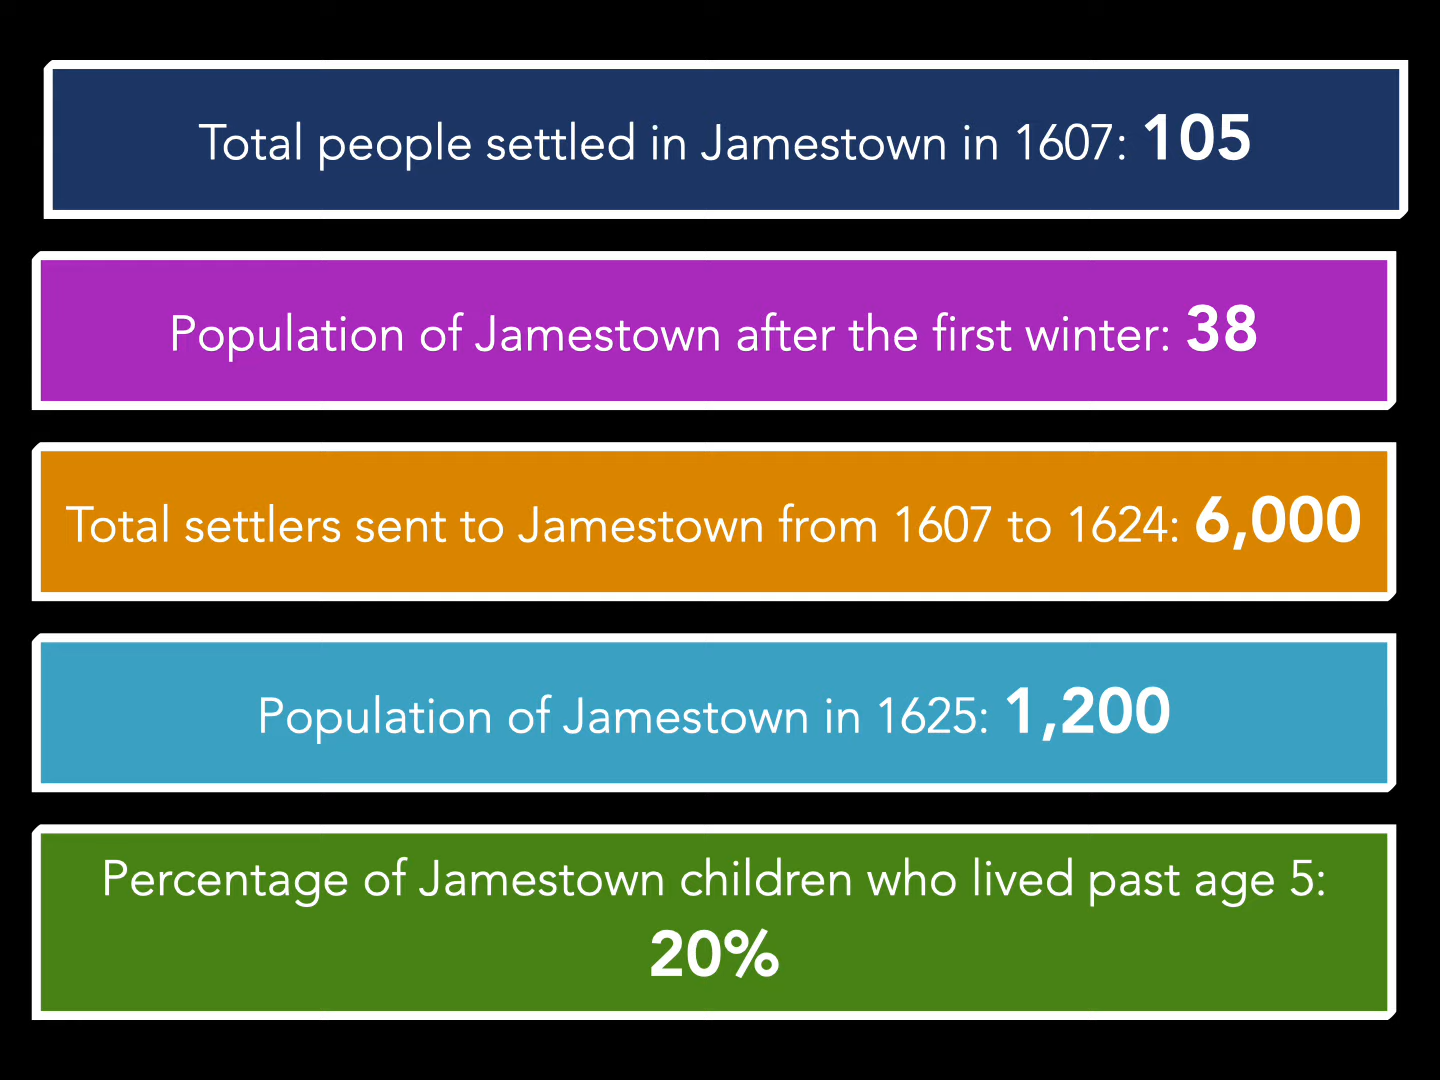 Total people settled in Jamestown in 1607: 105
Population of Jamestown after the first winter: 38
Total settlers sent to Jamestown from 1607 to 1624: 6,000
Population of Jamestown in 1625: 1,200
Percentage of Jamestown children who lived past age 5:
20%